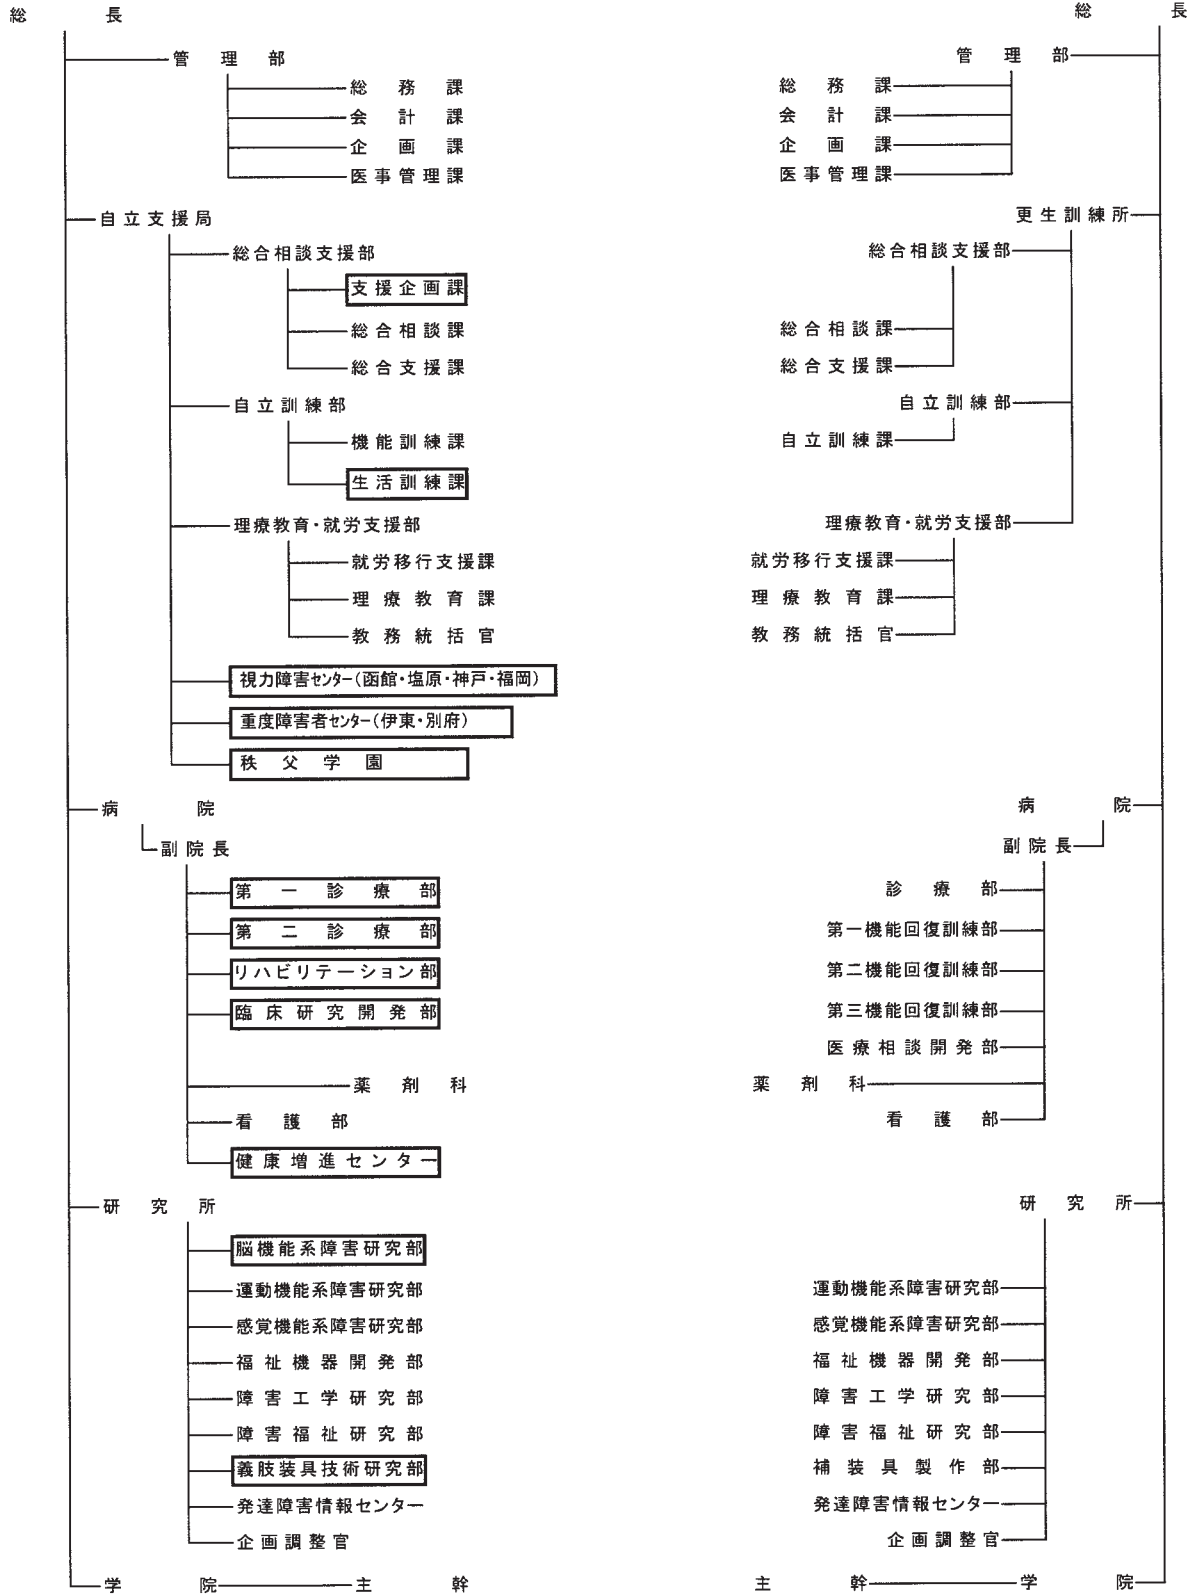 総長
管理部
総務課
会計課
企画課
医事管理課
自立支援局
総合相談支援部
支援企画課
総合相談課
総合支援課
自立訓練部
機能訓練課
生活訓練課
理療教育・就労支援部
就労移行支援課
理療教育課
教務統括官
視力障害センター(函館・塩原・神戸・福岡)
重度障害者センター(伊東・別府)
秩父学園
病院
副院長
第一診療部
第二診療部
リハビリテーション部
臨床研究開発部
薬剤科
看護部
健康増進センター
研究所
脳機能系障害研究部
運動機能系障害研究部
感覚機能系障害研究部
福祉機器開発部
障害工学研究部
障害福祉研究部
義肢装具技術研究部
発達障害情報センター
企画調整官
学院
主幹
総長
管理部
総務課
会計課
企画課
医事管理課
更生訓練所
総合相談支援部
総合相談課
総合支援課
自立訓練部
自立訓練課
理療教育・就労支援部
就労移行支援課
理療教育課
教務統括官
病院
副院長
診療部
第一機能回復訓練部
第二機能回復訓練部
第三機能回復訓練部
医療相談開発部
薬剤科
看護部
研究所
運動機能系障害研究部
感覚機能系障害研究部
福祉機器開発部
障害工学研究部
障害福祉研究部
補装具製作部
発達障害情報センター
企画調整官
主幹
学院